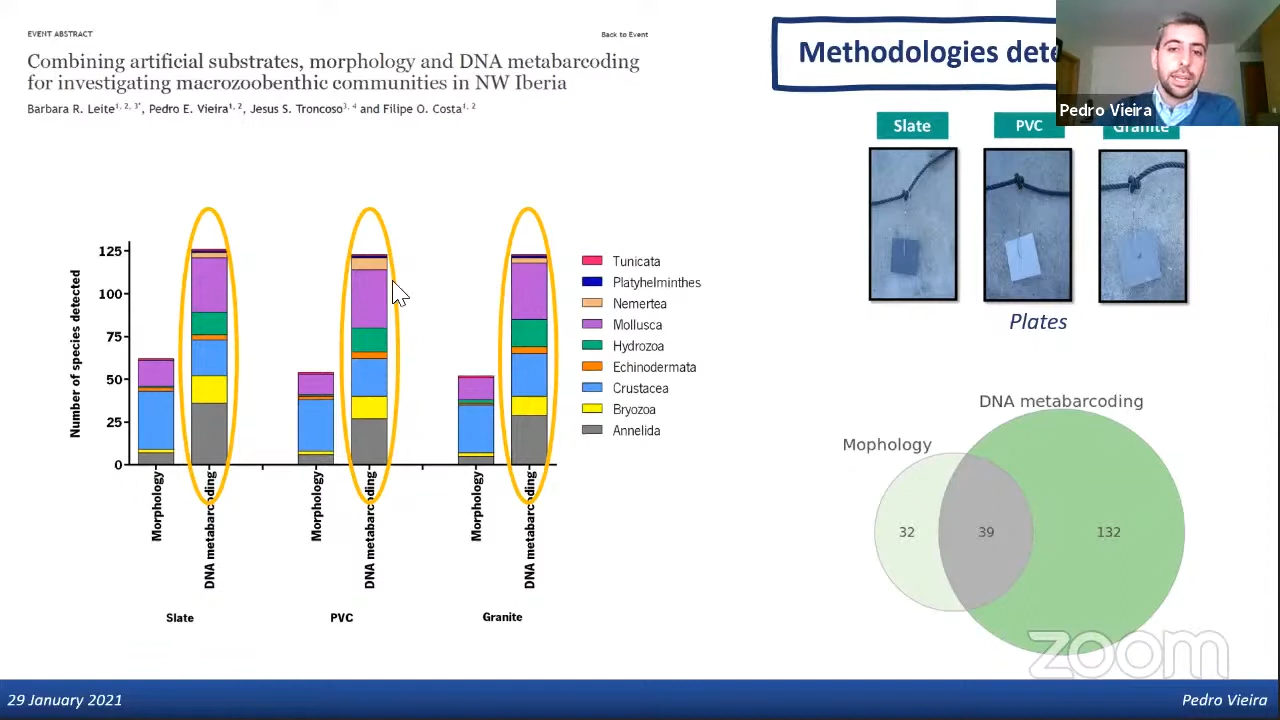 EVENT ABSTRACT
Back to Event
Combining artificial substrates, morphology and DNA metabarcoding
for investigating macrozoobenthic communities in NW Iberia
Barbara R. Leite1, 2, 3*, Pedro E. Vieira1, 2, Jesus S. Troncoso3, 4 and Filipe O. Costa1, 2
Methodologies dete
Pedro Vieira
Slate
PVC
Granite
Plates
Number of species detected
125
100
75
50
25
0
Morphology
DNA metabarcoding
Morphology
DNA metabarcoding
Morphology
DNA metabarcoding
Slate
PVC
Granite
Tunicata
Platyhelminthes
Nemertea
Mollusca
Hydrozoa
Echinodermata
Crustacea
Bryozoa
Annelida
DNA metabarcoding
Mophology
32
39
132
zoom
29 January 2021
Pedro Vieira